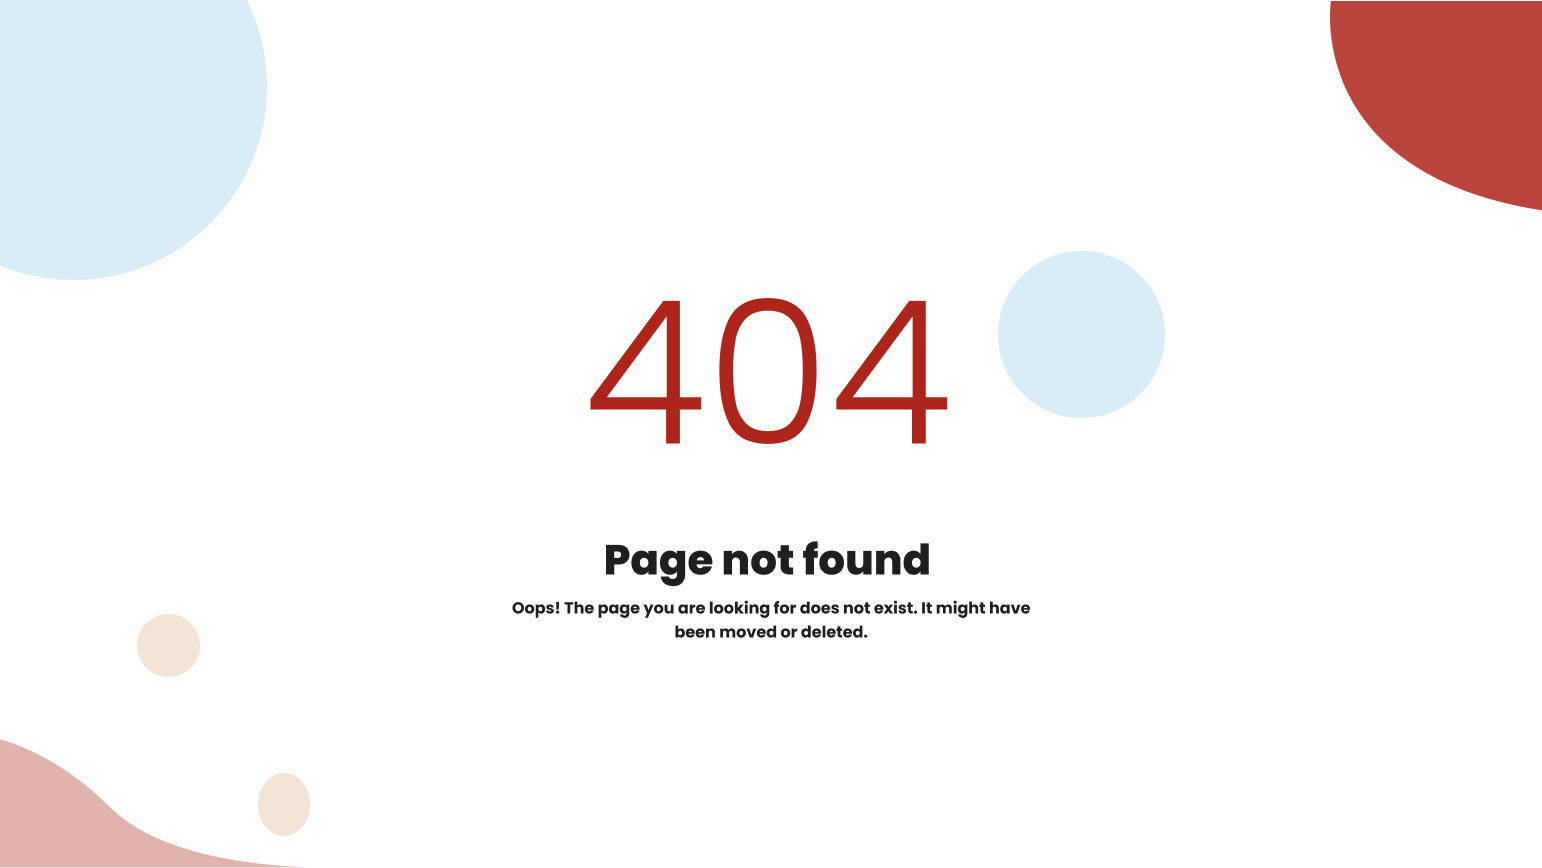 404
Page not found
Oops! The page you are looking for does not exist. It might have
been moved or deleted.